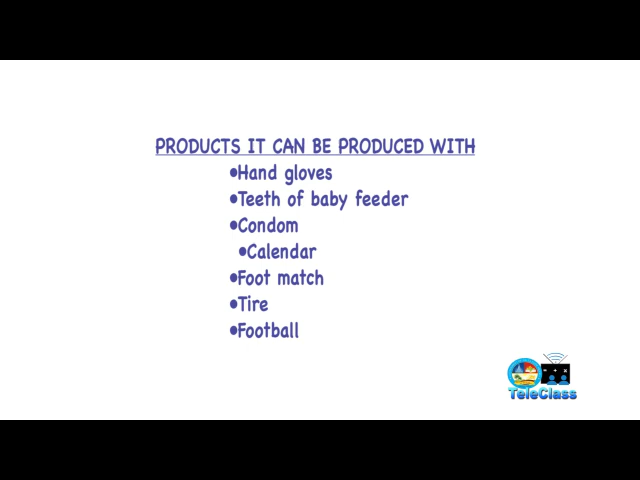 PRODUCTS IT CAN BE PRODUCED WITH
•Hand gloves
•Teeth of baby feeder
•Condom
•Calendar
•Foot match
•Tire
•Football
TeleClass